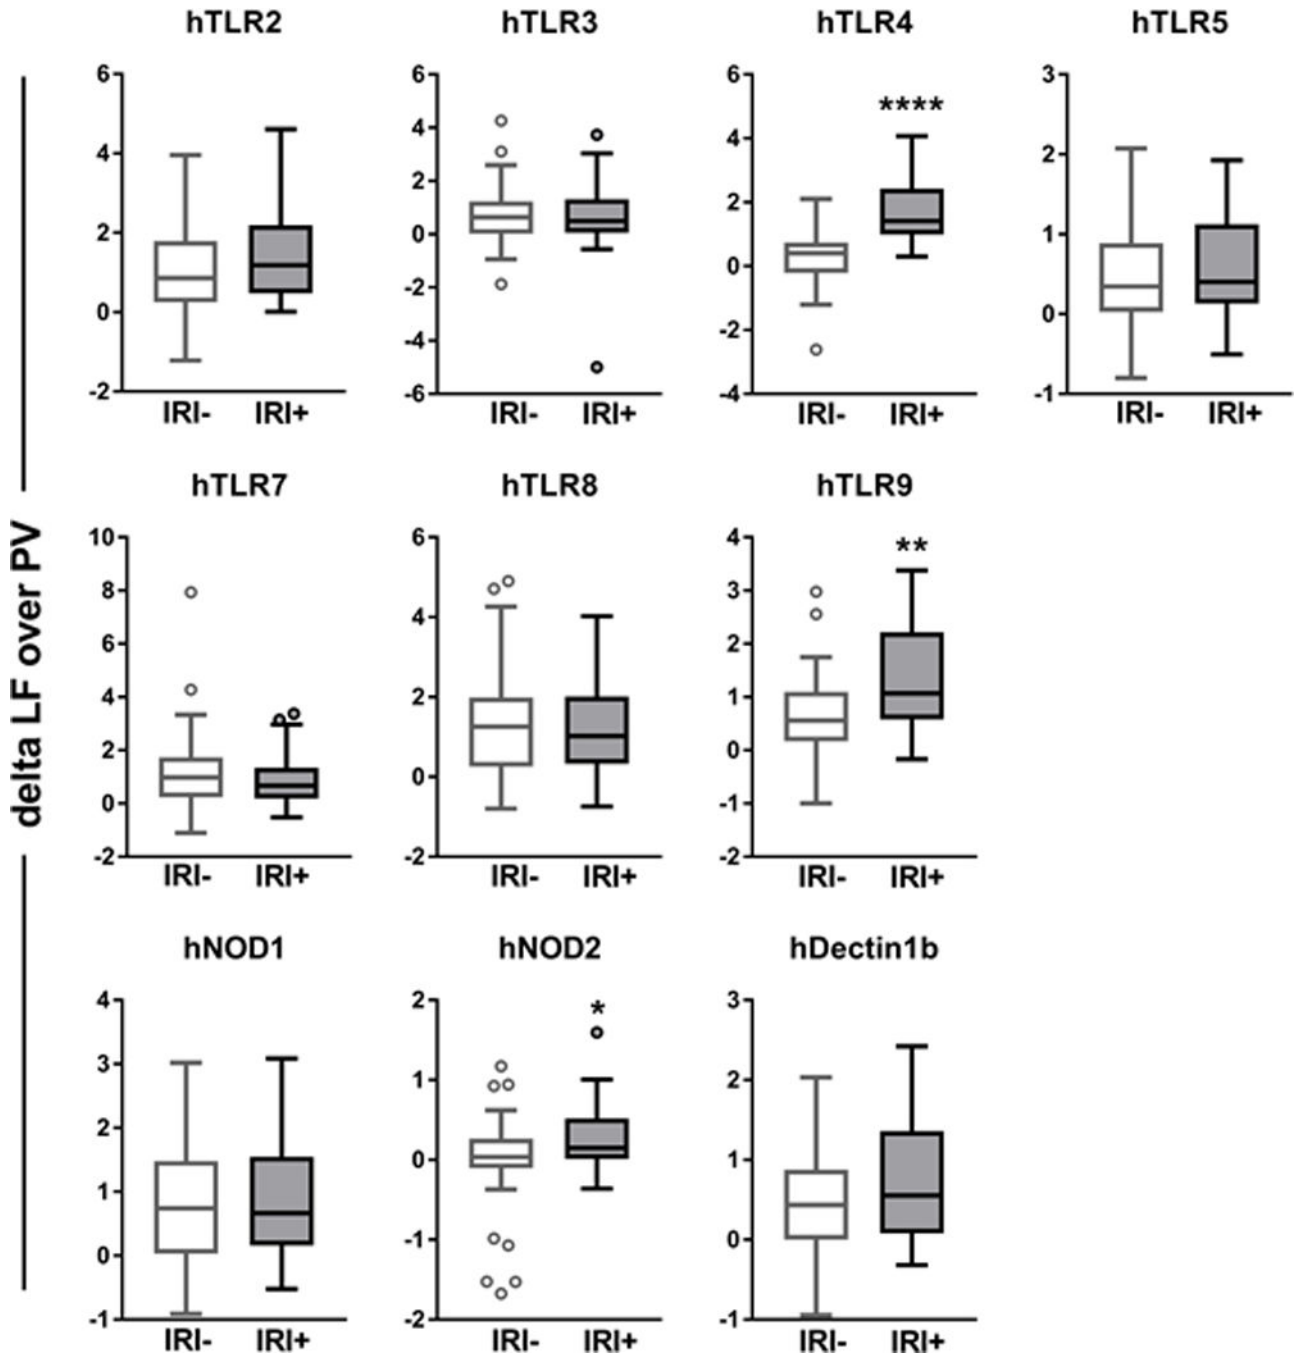 hTLR2 hTLR3 hTLR4 hTLR5
6 6 6 **** 3
4 4 4 2
2 2 2 1
0 0 0 0
-2 -2 -2 -1
-4 -4
-6
IRI- IRI+ IRI- IRI+ IRI- IRI+ IRI- IRI+
delta LF over PV
hTLR7 hTLR8 hTLR9
10 6 4 **
8 4 3
6 2 2
4 0 1
2 -2 0
0 -1
-2 -2
IRI- IRI+ IRI- IRI+ IRI- IRI+
hNOD1 hNOD2 hDectin1b
4 2 * 3
3 1 2
2 0 1
1 -1 0
0 -2 -1
-1
IRI- IRI+ IRI- IRI+ IRI- IRI+